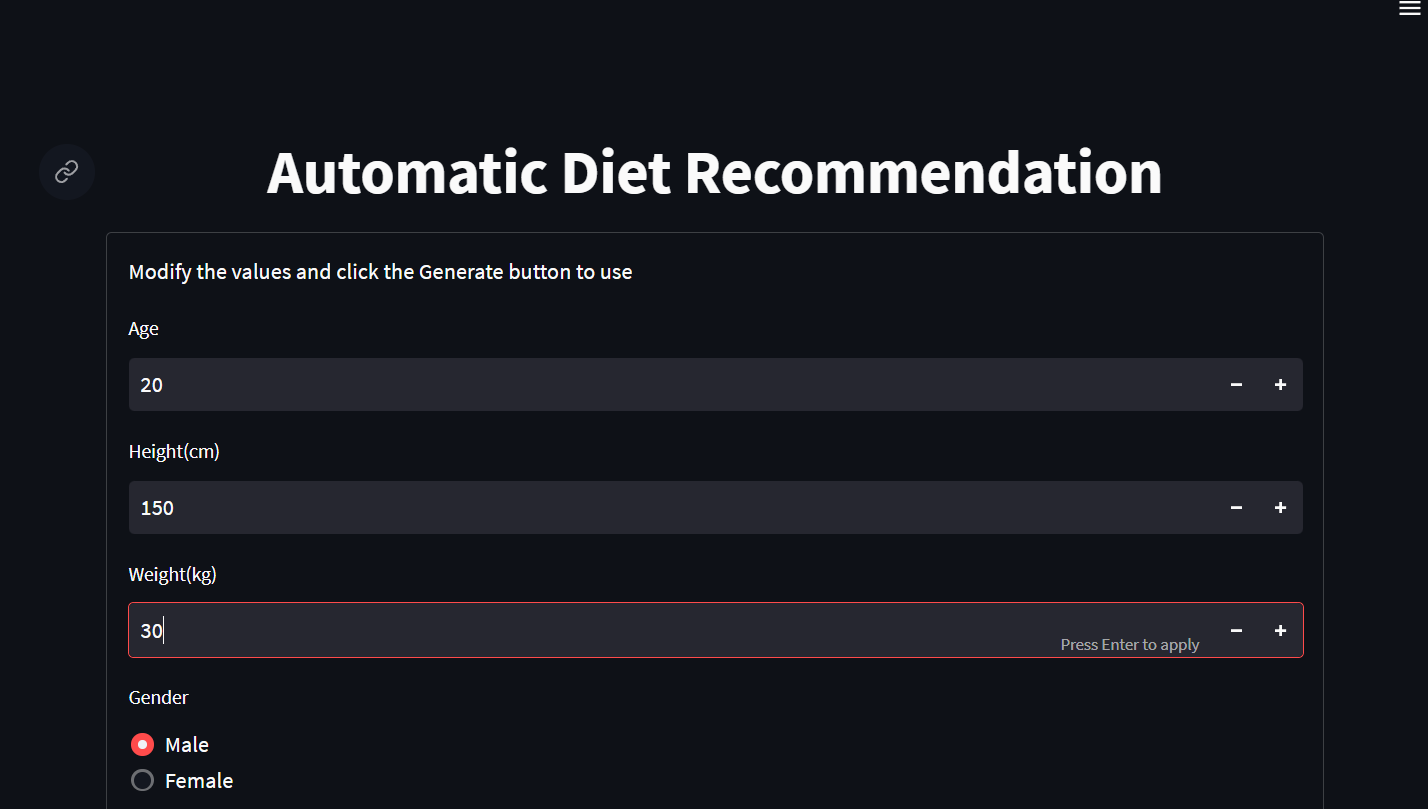 Automatic Diet Recommendation
Modify the values and click the Generate button to use
Age
20
Height(cm)
150
Weight(kg)
30
Press Enter to apply
Gender
Male
Female